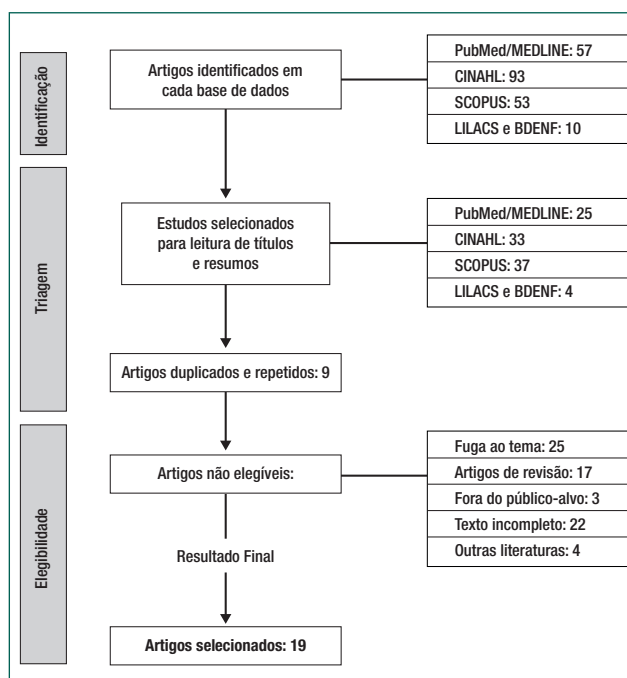 Identificação
Artigos identificados em
cada base de dados
PubMed/MEDLINE: 57
CINAHL: 93
SCOPUS: 53
LILACS e BDENF: 10
Triagem
Estudos selecionados
para leitura de títulos
e resumos
PubMed/MEDLINE: 25
CINAHL: 33
SCOPUS: 37
LILACS e BDENF: 4
Artigos duplicados e repetidos: 9
Elegibilidade
Artigos não elegíveis:
Fuga ao tema: 25
Artigos de revisão: 17
Fora do público-alvo: 3
Texto incompleto: 22
Outras literaturas: 4
Resultado Final
Artigos selecionados: 19